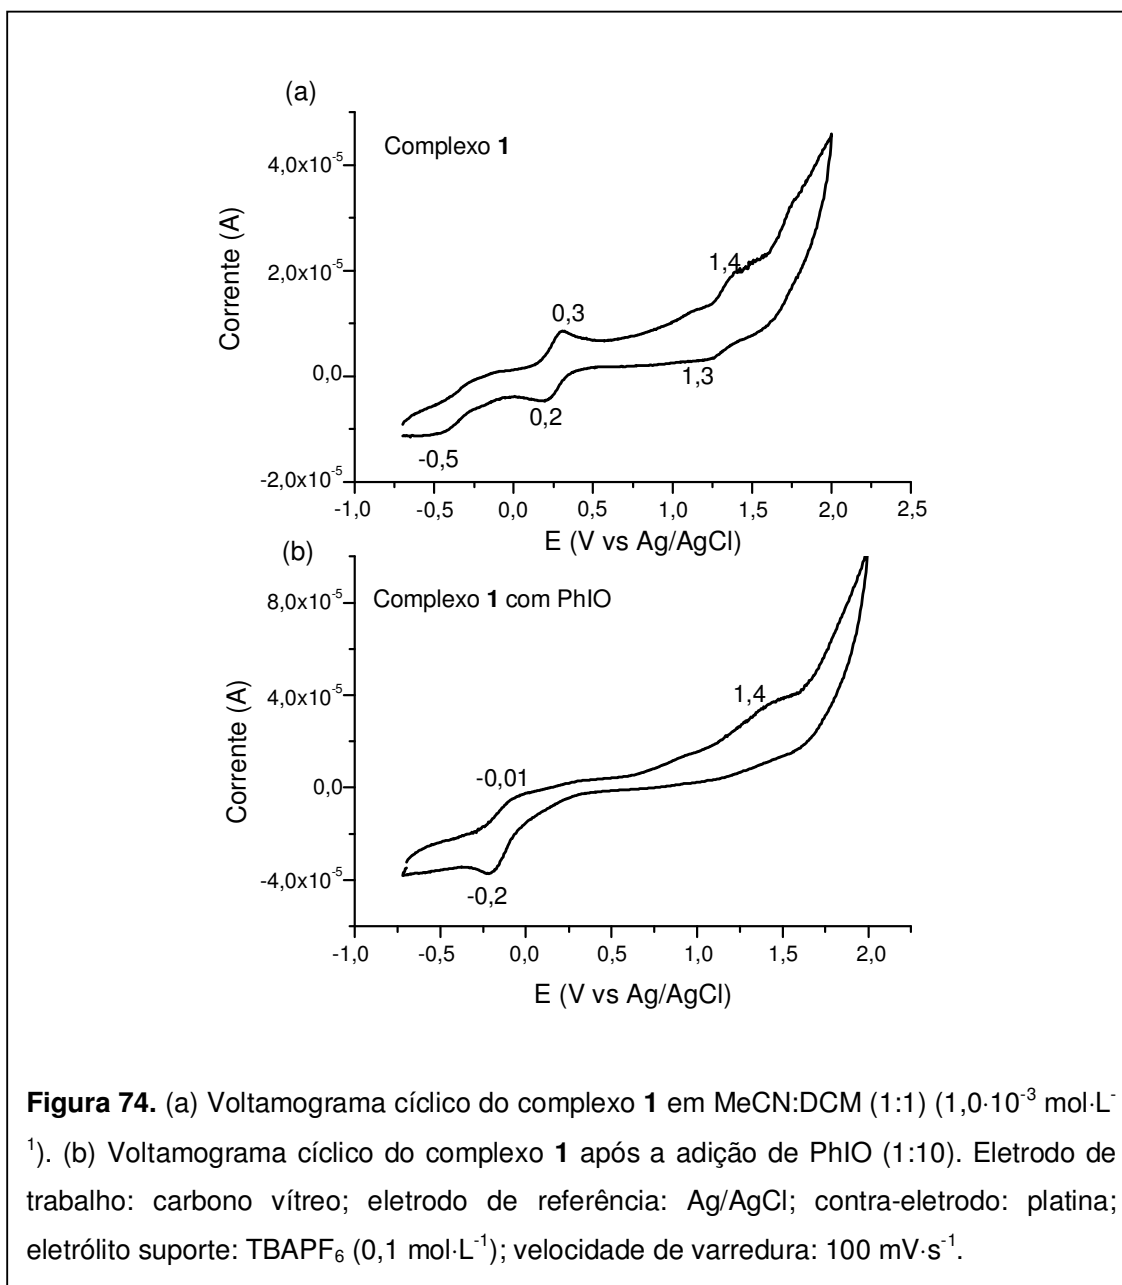 (a)
Complexo 1
4,0x10⁻⁵
2,0x10⁻⁵
0,0
-2,0x10⁻⁵
Corrente (A)
1,4
0,3
1,3
0,2
-0,5
-1,0 -0,5 0,0 0,5 1,0 1,5 2,0 2,5
E (V vs Ag/AgCl)
(b)
Complexo 1 com PhIO
8,0x10⁻⁵
4,0x10⁻⁵
0,0
-4,0x10⁻⁵
Corrente (A)
1,4
-0,01
-0,2
-1,0 -0,5 0,0 0,5 1,0 1,5 2,0
E (V vs Ag/AgCl)
Figura 74. (a) Voltamograma cíclico do complexo 1 em MeCN:DCM (1:1) (1,0·10⁻³ mol·L⁻
¹). (b) Voltamograma cíclico do complexo 1 após a adição de PhIO (1:10). Eletrodo de
trabalho: carbono vítreo; eletrodo de referência: Ag/AgCl; contra-eletrodo: platina;
eletrólito suporte: TBAPF₆ (0,1 mol·L⁻¹); velocidade de varredura: 100 mV·s⁻¹.